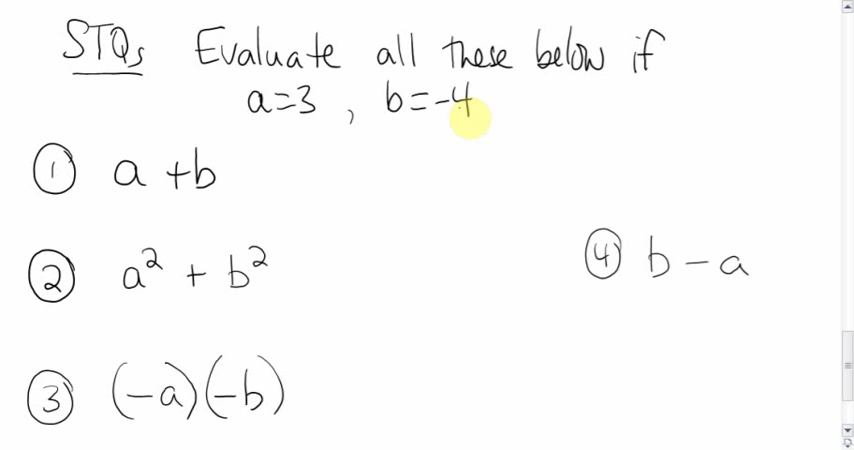 STQs Evaluate all these below if
a=3 , b=-4
① a +b
② a² + b²
④ b - a
③ (-a)(-b)